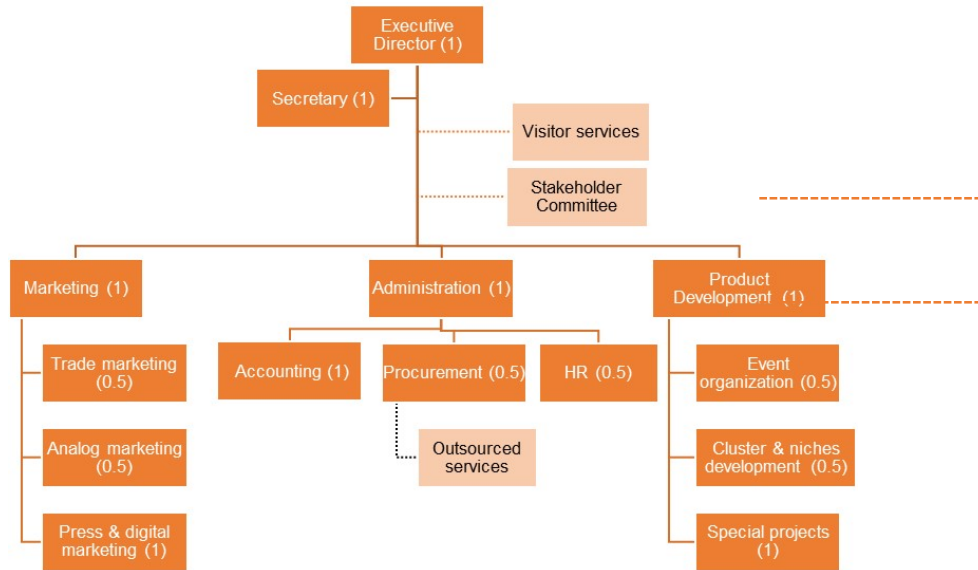 Executive
Director (1)
Secretary (1)
Visitor services
Stakeholder
Committee
Marketing (1)
Administration (1)
Product
Development (1)
Trade marketing
(0.5)
Accounting (1)
Procurement (0.5)
HR (0.5)
Event
organization (0.5)
Analog marketing
(0.5)
Outsourced
services
Cluster & niches
development (0.5)
Press & digital
marketing (1)
Special projects
(1)